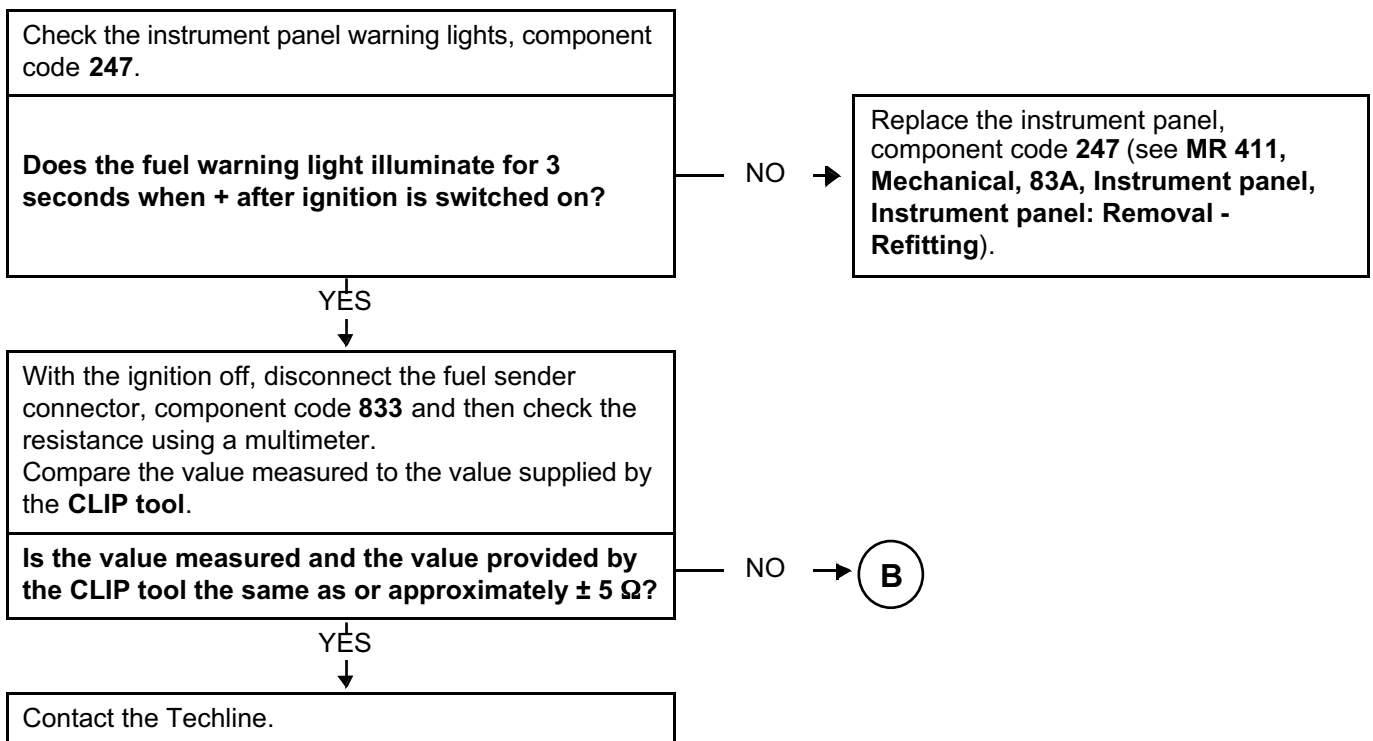 Check the instrument panel warning lights, component
code 247.
Does the fuel warning light illuminate for 3
seconds when + after ignition is switched on?
NO
Replace the instrument panel,
component code 247 (see MR 411,
Mechanical, 83A, Instrument panel,
Instrument panel: Removal -
Refitting).
YES
With the ignition off, disconnect the fuel sender
connector, component code 833 and then check the
resistance using a multimeter.
Compare the value measured to the value supplied by
the CLIP tool.
Is the value measured and the value provided by
the CLIP tool the same as or approximately ± 5 Ω?
NO
B
YES
Contact the Techline.